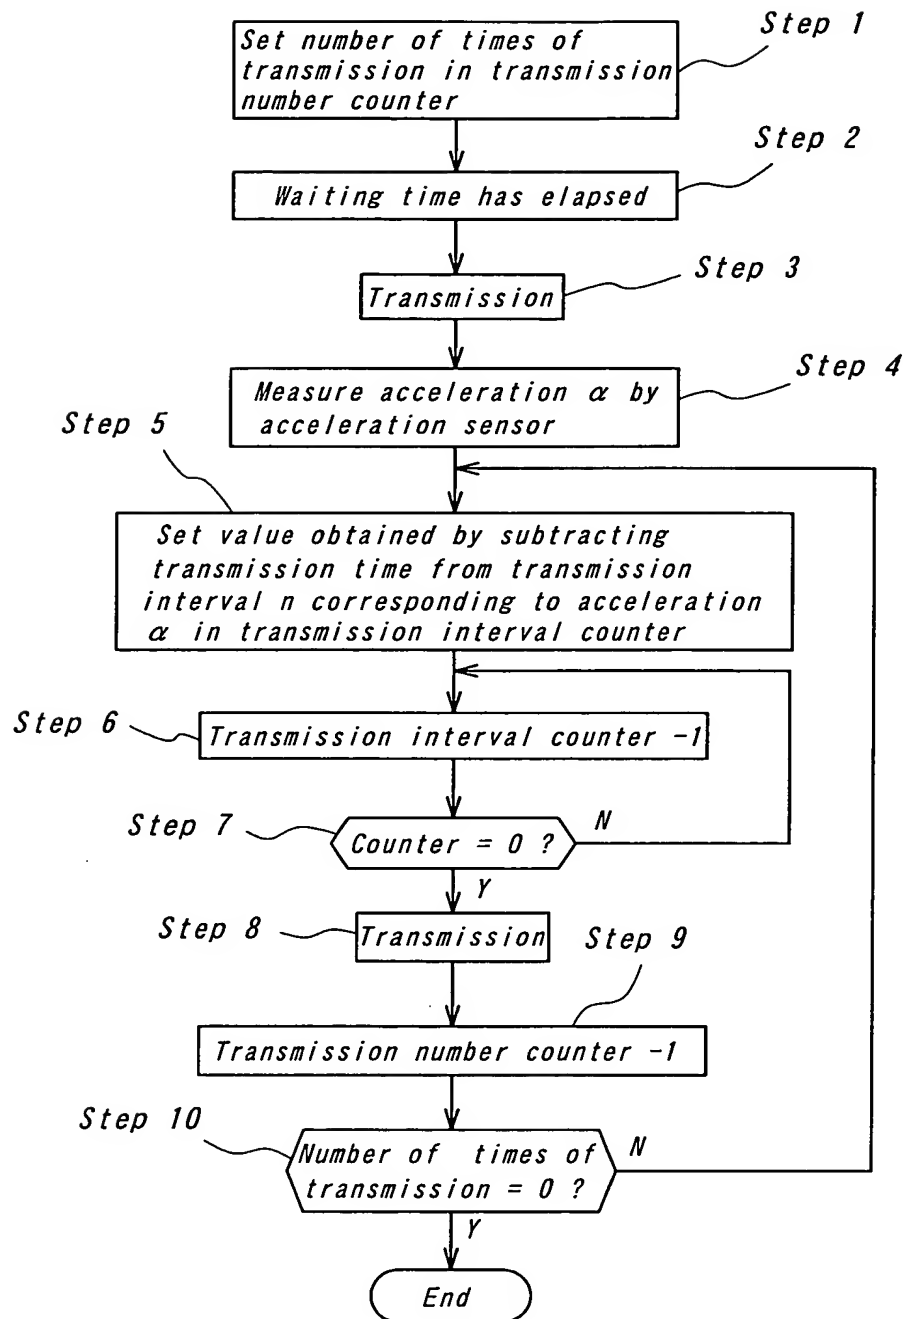 Step 1
Set number of times of
transmission in transmission
number counter
Step 2
Waiting time has elapsed
Step 3
Transmission
Step 4
Measure acceleration α by
acceleration sensor
Step 5
Set value obtained by subtracting
transmission time from transmission
interval n corresponding to acceleration
α in transmission interval counter
Step 6
Transmission interval counter -1
Step 7
Counter = 0 ?
N
Y
Step 8
Transmission
Step 9
Transmission number counter -1
Step 10
Number of times of
transmission = 0 ?
N
Y
End